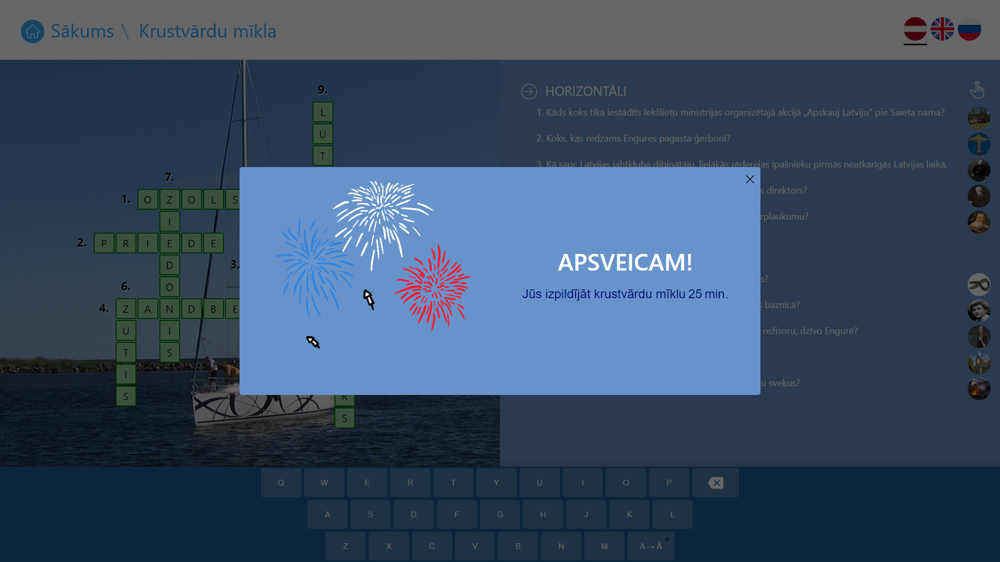 Sākums \ Krustvārdu mīkla
HORIZONTĀLI
1. Kāds koks tika iestādīts Iekšlietu ministrijas organizētajā akcijā „Apskauj Latviju” pie Saieta nama?
2. Koks, kas redzams Engures pagasta ģerbonī?
3. Kā sauc Latvijas jahtkluba dibinātāju, lielākās rēderejas īpašnieku pirmās neatkarīgās Latvijas laikā,
s direktors?
zplaukumu?
s?
s baznīcā?
režisoru, dzīvo Engurē?
u sveķus?
9.
L
U
T
7.
1. O Z O L S
I
2. P R I E D E
D
3.
6. O
4. Z A N D B E
U I
T S
I
S R
S
APSVEICAM!
Jūs izpildījāt krustvārdu mīklu 25 min.
Q W E R T Y U I O P
A S D F G H J K L
Z X C V B N M A→Ā